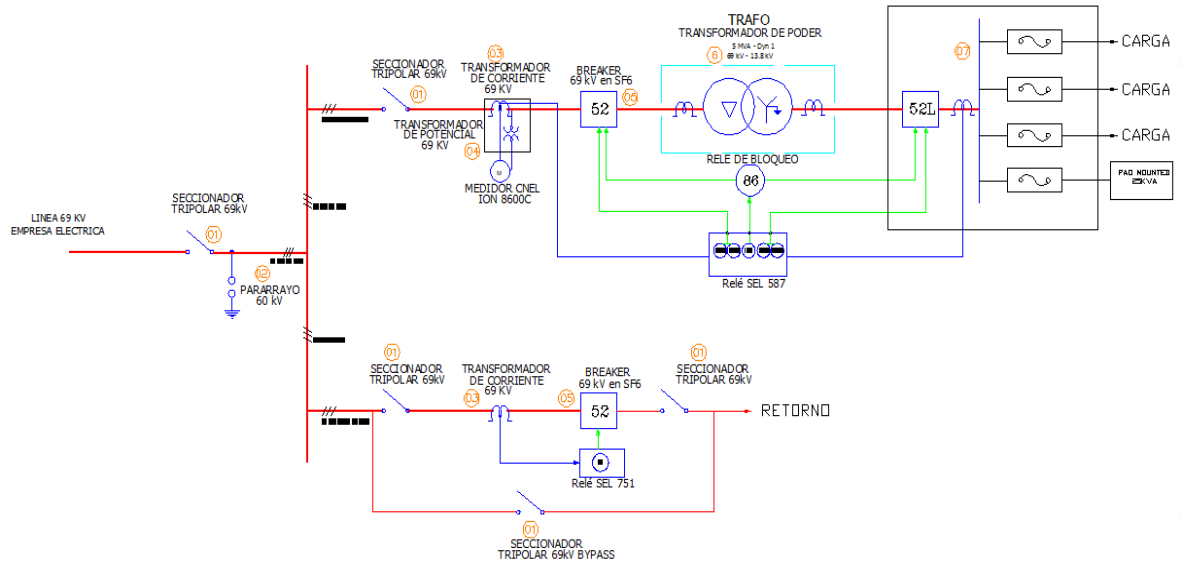 TRAFO
TRANSFORMADOR DE PODER
5 MVA - Dyn 1
69 kV - 13.8kV
6
03
SECCIONADOR
TRIPOLAR 69kV
01
TRANSFORMADOR
DE CORRIENTE
69 KV
BREAKER
69 kV en SF6
52
05
52L
07
CARGA
CARGA
CARGA
PAD MOUNTED
25KVA
TRANSFORMADOR
DE POTENCIAL
69 KV
04
M
MEDIDOR CNEL
ION 8600C
RELE DE BLOQUEO
86
Relé SEL 587
SECCIONADOR
TRIPOLAR 69kV
01
LINEA 69 KV
EMPRESA ELECTRICA
02
PARARRAYO
60 kV
01
SECCIONADOR
TRIPOLAR 69kV
TRANSFORMADOR
DE CORRIENTE
69 KV
03
BREAKER
69 kV en SF6
05
52
01
SECCIONADOR
TRIPOLAR 69kV
RETORNO
Relé SEL 751
01
SECCIONADOR
TRIPOLAR 69kV BYPASS